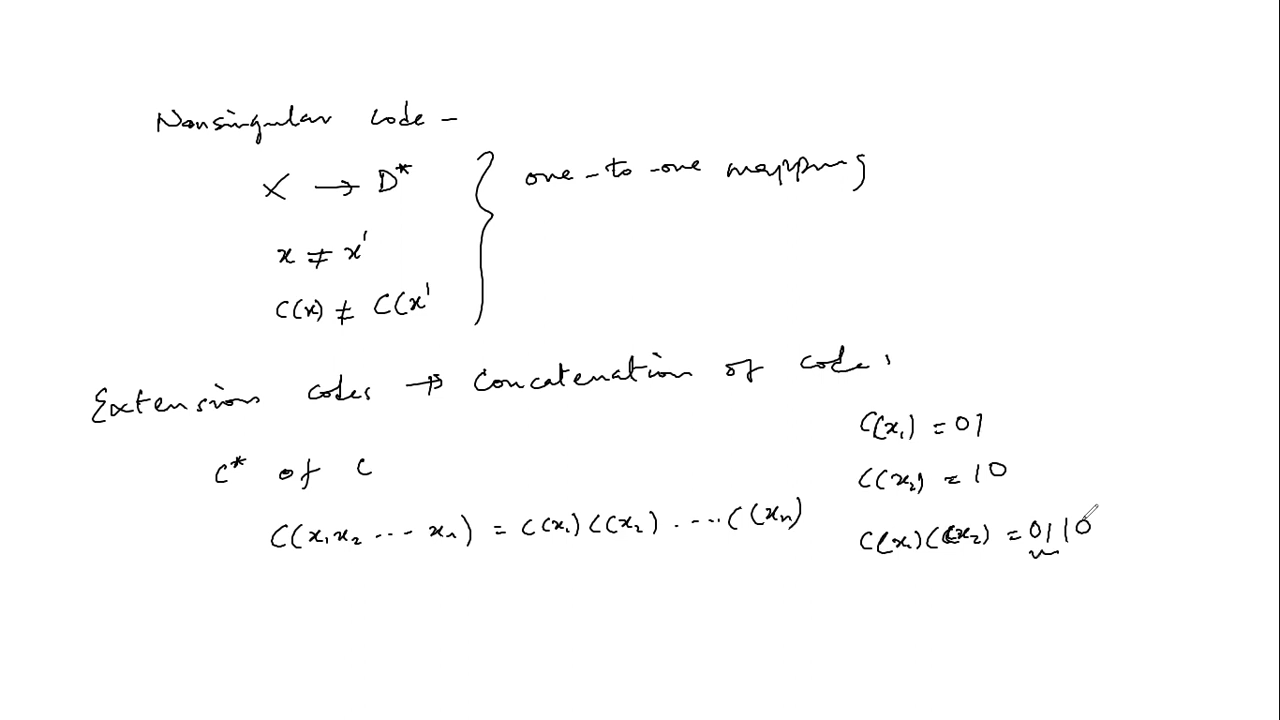 Nonsingular code -
X → D* } one-to-one mapping
x ≠ x'
C(x) ≠ C(x'
Extension codes → Concatenation of code,
C(x₁) = 01
C* of C
C(x₂) = 10
C(x₁x₂ ... xₙ) = C(x₁)C(x₂) . ... C(xₙ)
C(x₁)C(x₂) = 0110